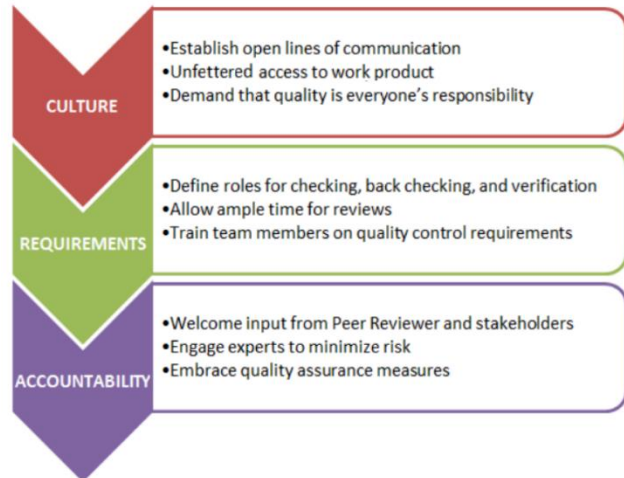 CULTURE
•Establish open lines of communication
•Unfettered access to work product
•Demand that quality is everyone's responsibility
REQUIREMENTS
•Define roles for checking, back checking, and verification
•Allow ample time for reviews
•Train team members on quality control requirements
ACCOUNTABILITY
•Welcome input from Peer Reviewer and stakeholders
•Engage experts to minimize risk
•Embrace quality assurance measures